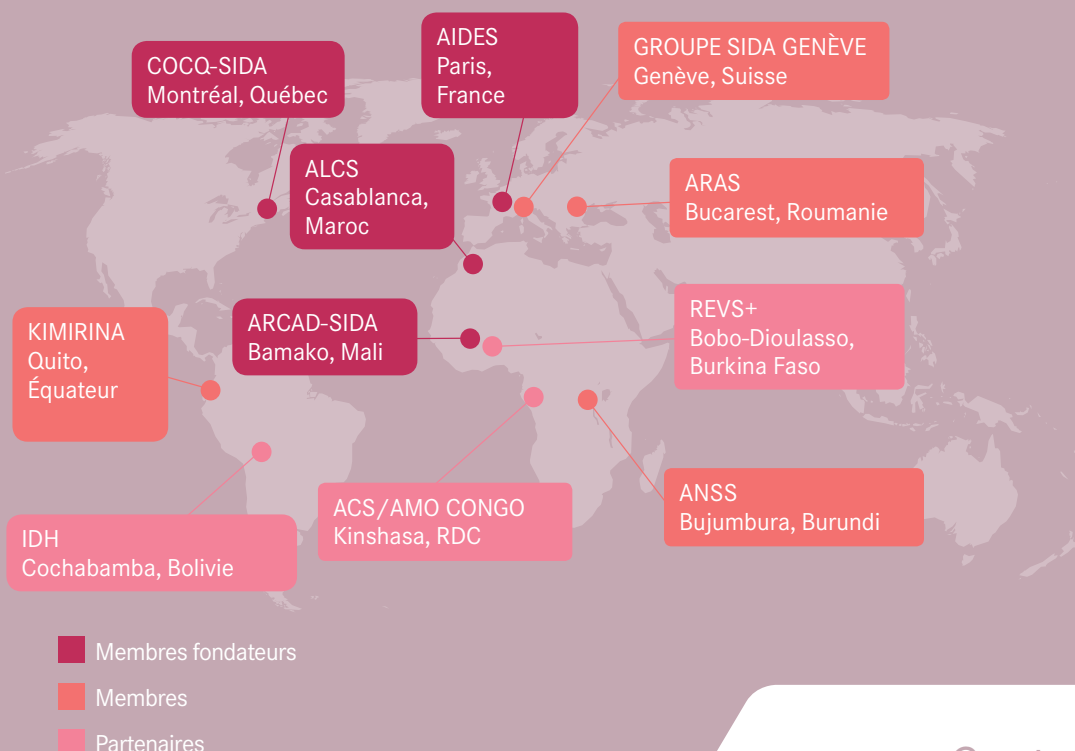 COCQ-SIDA
Montréal, Québec
AIDES
Paris,
France
GROUPE SIDA GENÈVE
Genève, Suisse
ALCS
Casablanca,
Maroc
ARAS
Bucarest, Roumanie
KIMIRINA
Quito,
Équateur
ARCAD-SIDA
Bamako, Mali
REVS+
Bobo-Dioulasso,
Burkina Faso
IDH
Cochabamba, Bolivie
ACS/AMO CONGO
Kinshasa, RDC
ANSS
Bujumbura, Burundi
Membres fondateurs
Membres
Partenaires